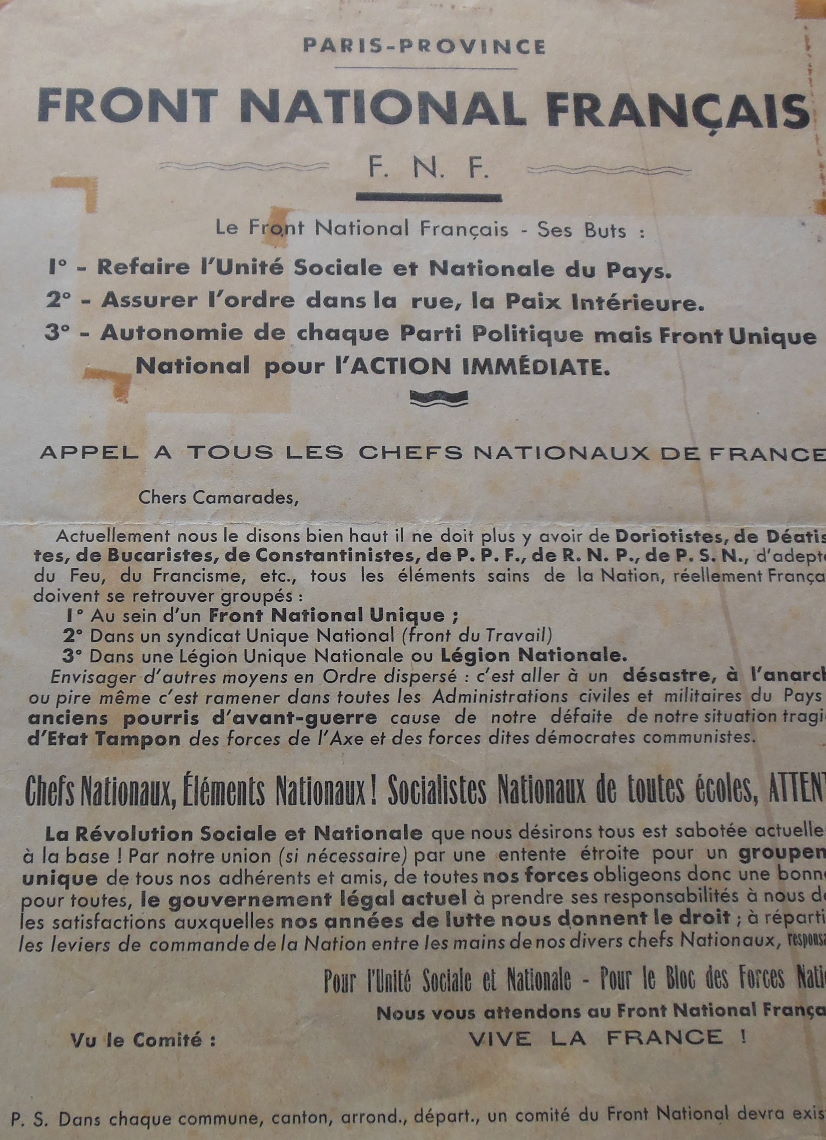 PARIS-PROVINCE
FRONT NATIONAL FRANÇAIS
F. N. F.
Le Front National Français - Ses Buts :
1° - Refaire l'Unité Sociale et Nationale du Pays.
2° - Assurer l'ordre dans la rue, la Paix Intérieure.
3° - Autonomie de chaque Parti Politique mais Front Unique
National pour l'ACTION IMMÉDIATE.
APPEL A TOUS LES CHEFS NATIONAUX DE FRANCE
Chers Camarades,
Actuellement nous le disons bien haut il ne doit plus y avoir de Doriotistes, de Déatis
tes, de Bucaristes, de Constantinistes, de P. P. F., de R. N. P., de P. S. N., d'adepte
du Feu, du Francisme, etc., tous les éléments sains de la Nation, réellement França
doivent se retrouver groupés :
1° Au sein d'un Front National Unique ;
2° Dans un syndicat Unique National (front du Travail)
3° Dans une Légion Unique Nationale ou Légion Nationale.
Envisager d'autres moyens en Ordre dispersé : c'est aller à un désastre, à l'anarch
ou pire même c'est ramener dans toutes les Administrations civiles et militaires du Pays
anciens pourris d'avant-guerre cause de notre défaite de notre situation tragi
d'Etat Tampon des forces de l'Axe et des forces dites démocrates communistes.
Chefs Nationaux, Éléments Nationaux ! Socialistes Nationaux de toutes écoles, ATTENT
La Révolution Sociale et Nationale que nous désirons tous est sabotée actuelle
à la base ! Par notre union (si nécessaire) par une entente étroite pour un groupem
unique de tous nos adhérents et amis, de toutes nos forces obligeons donc une bonne
pour toutes, le gouvernement légal actuel à prendre ses responsabilités à nous do
les satisfactions auxquelles nos années de lutte nous donnent le droit ; à réparti
les leviers de commande de la Nation entre les mains de nos divers chefs Nationaux, responsa
Pour l'Unité Sociale et Nationale - Pour le Bloc des Forces Natio
Nous vous attendons au Front National França
Vu le Comité : VIVE LA FRANCE !
P. S. Dans chaque commune, canton, arrond., départ., un comité du Front National devra exis